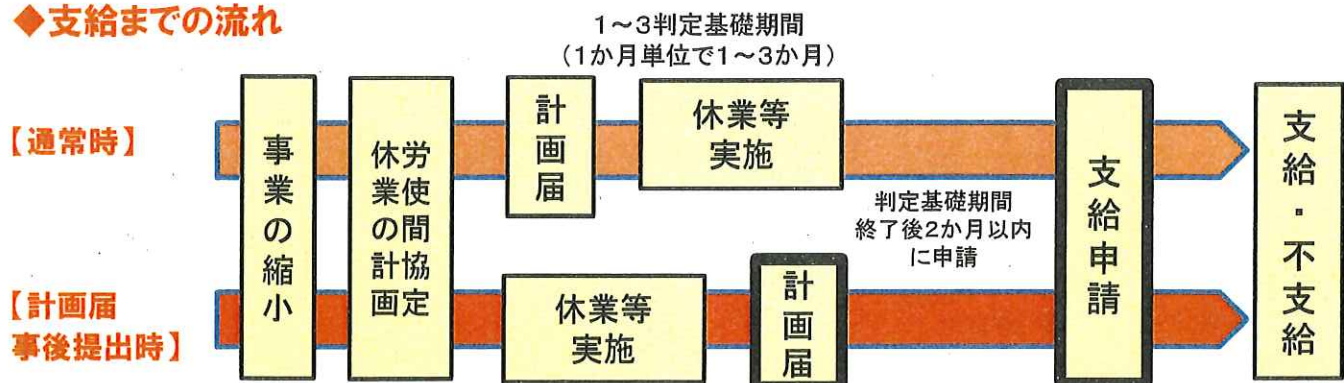 ◆支給までの流れ
1～3判定基礎期間
（1か月単位で1～3か月）
【通常時】
事業の縮小
労使間協定
休業の計画
計画届
休業等
実施
判定基礎期間
終了後2か月以内
に申請
支給申請
支給・不支給
【計画届
事後提出時】
休業等
実施
計画届